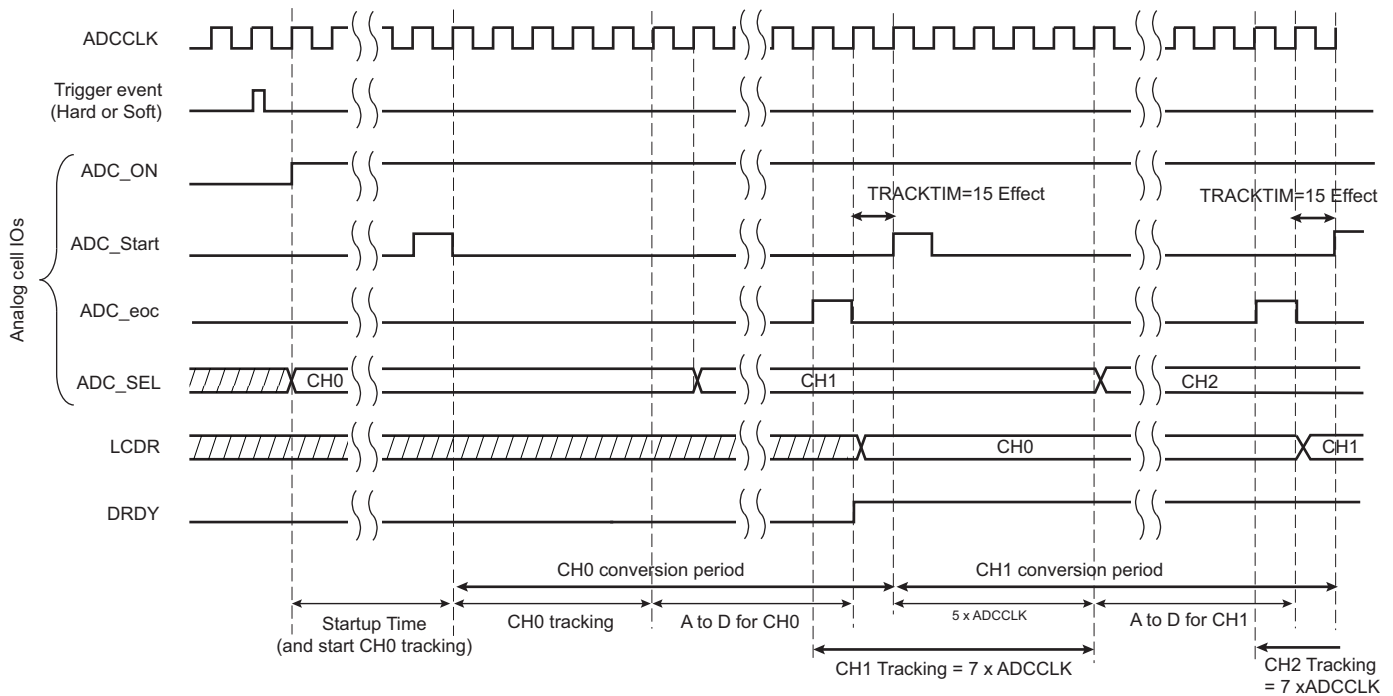 ADCCLK
Trigger event
(Hard or Soft)
Analog cell IOs
ADC_ON
TRACKTIM=15 Effect
TRACKTIM=15 Effect
ADC_Start
ADC_eoc
ADC_SEL
CH0
CH1
CH2
LCDR
CH0
CH1
DRDY
CH0 conversion period
CH1 conversion period
Startup Time
(and start CH0 tracking)
CH0 tracking
A to D for CH0
5 x ADCCLK
A to D for CH1
CH1 Tracking = 7 x ADCCLK
CH2 Tracking
= 7 xADCCLK